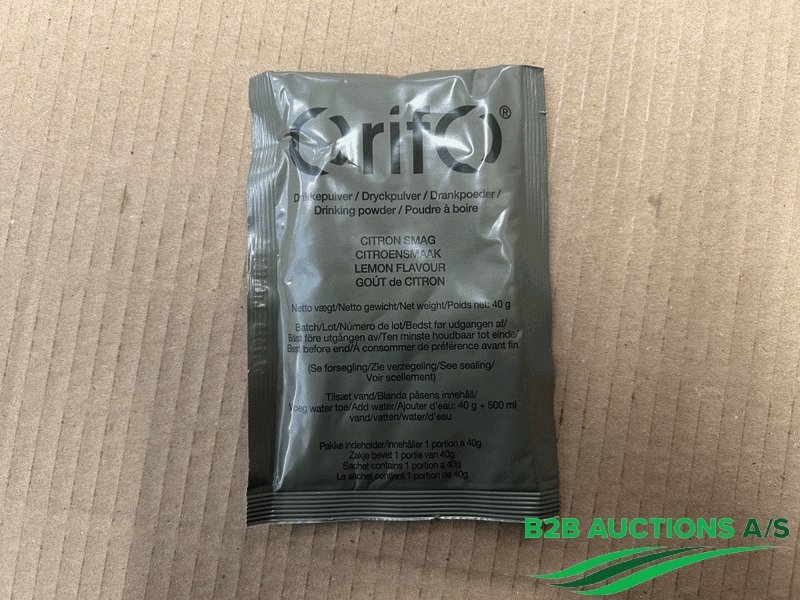 OrifO®
Drikkepulver / Dryckpulver / Drankpoeder /
Drinking powder / Poudre à boire
CITRON SMAG
CITROENSMAAK
LEMON FLAVOUR
GOÚT de CITRON
Netto vægt/Netto gewicht/Net weight/Poids net: 40 g
Batch/Lot/Número de lot/Bedst før udgangen af/
Bäst före utgången av/Ten minste houdbaar tot einde/
Best before end/A consommer de préférence avant fin
(Se forsegling/Zie verzegeling/See sealing/
Voir scellement)
Tilsæt vand/Blanda påsens innehåll/
Voeg water toe/Add water/Ajouter d'eau: 40 g + 500 ml
vand/vatten/water/d'eau
Pakke indeholder/innehåller 1 portion a 40g
Zakje bevat 1 portie van 40g
Sachet contains 1 portion a 40g
Le sachet contient 1 portion de 40g
B2B AUCTIONS A/S